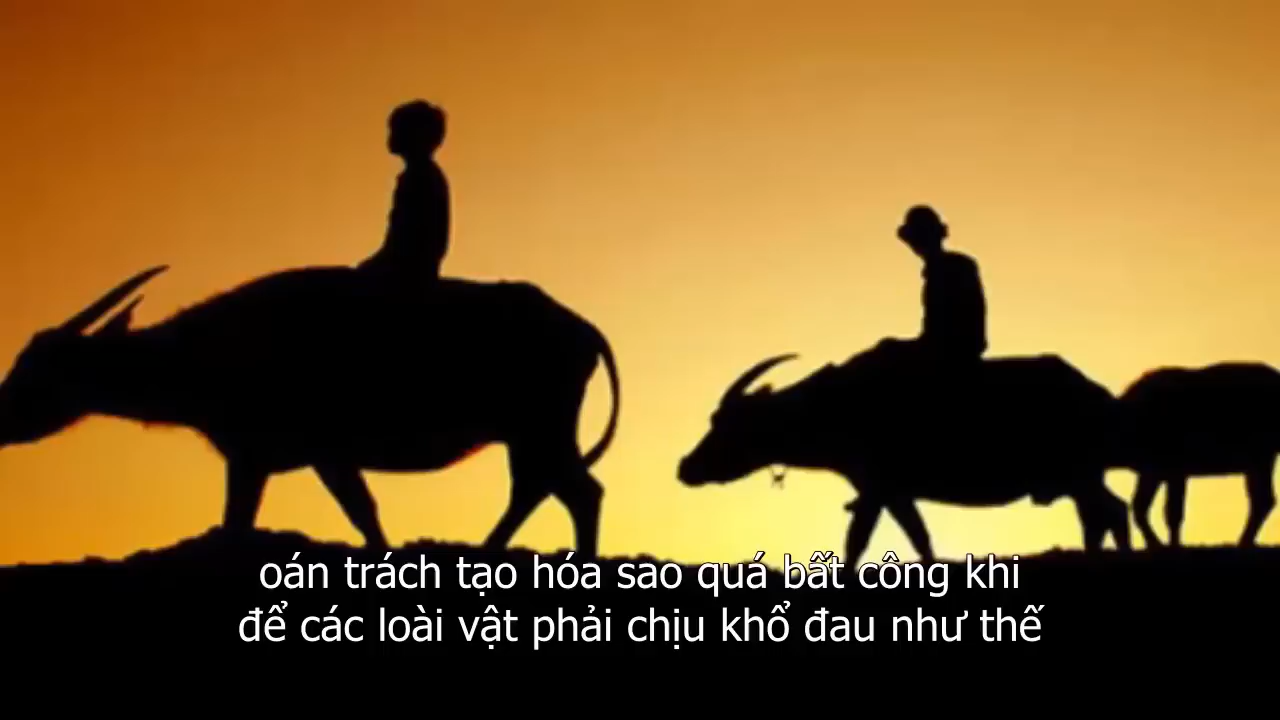 oán trách tạo hóa sao quá bất công khi
để các loài vật phải chịu khổ đau như thế